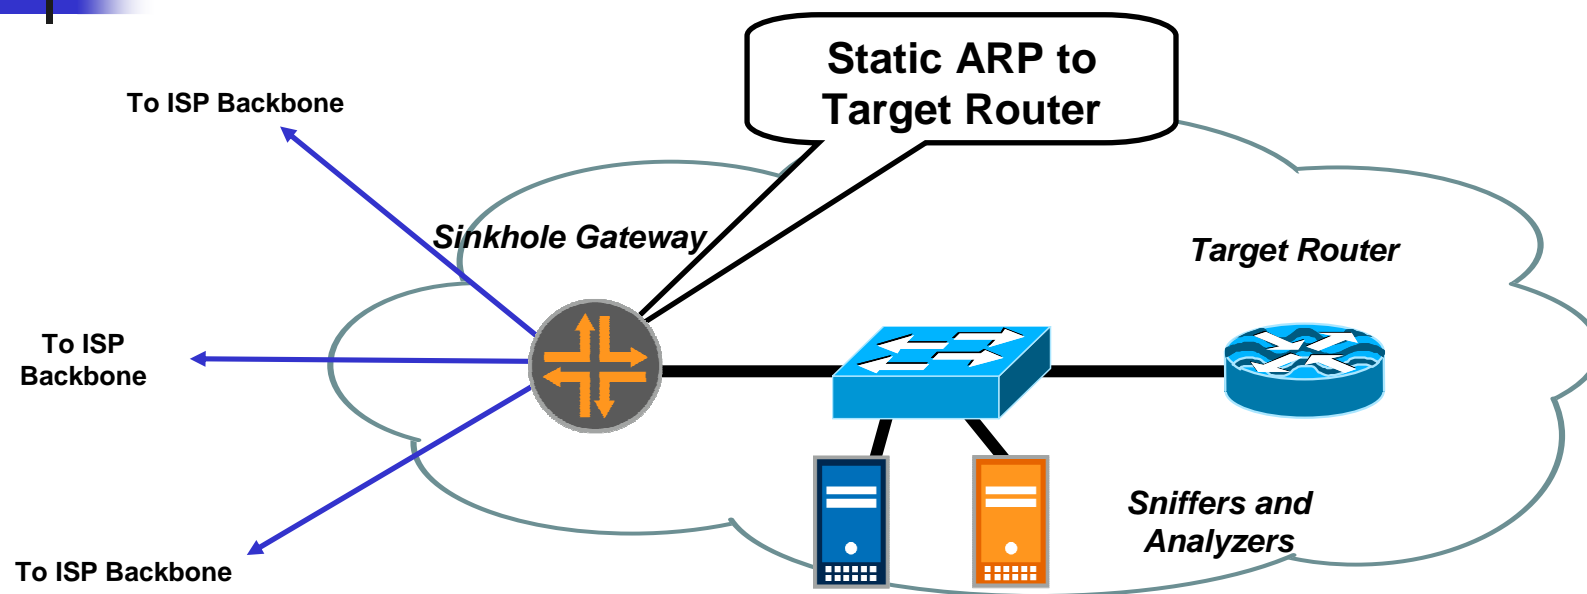 Static ARP to
Target Router
To ISP Backbone
Sinkhole Gateway
Target Router
To ISP
Backbone
Sniffers and
Analyzers
To ISP Backbone